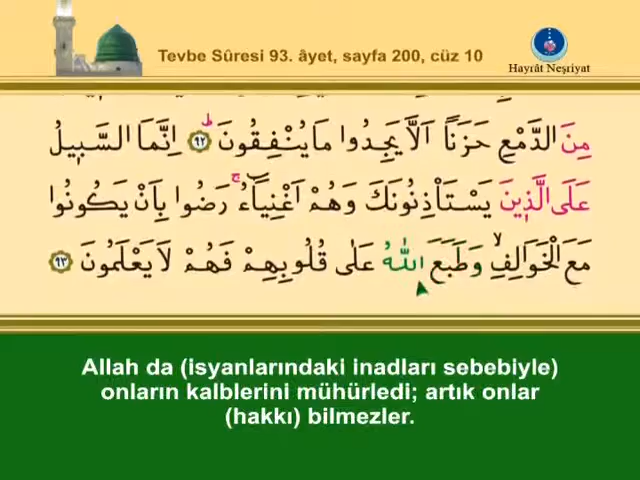 Tevbe Sûresi 93. âyet, sayfa 200, cüz 10
Hayrât Neşriyat
مِنَ الدَّمْعِ حَزَنًا اَلَّا يَجِدُوا مَا يُنْفِقُونَ ﴿٩٢﴾ اِنَّمَا السَّبٖيلُ
عَلَى الَّذٖينَ يَسْتَاْذِنُونَكَ وَهُمْ اَغْنِيَٓاءُۚ رَضُوا بِاَنْ يَكُونُوا
مَعَ الْخَوَالِفِۙ وَطَبَعَ اللّٰهُ عَلٰى قُلُوبِهِمْ فَهُمْ لَا يَعْلَمُونَ ﴿٩٣﴾
Allah da (isyanlarındaki inadları sebebiyle)
onların kalblerini mühürledi; artık onlar
(hakkı) bilmezler.